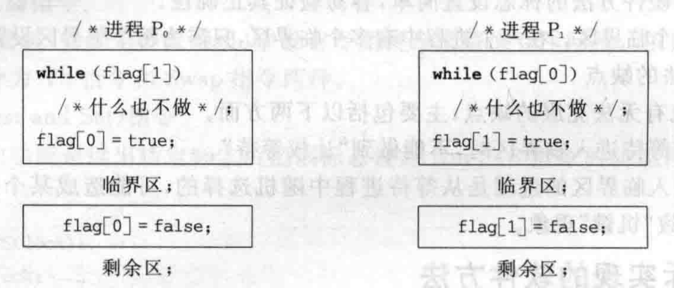 /*进程 P₀*/
while(flag[1])
/*什么也不做*/;
flag[0]=true;
临界区;
flag[0]=false;
剩余区;
/*进程 P₁*/
while(flag[0])
/*什么也不做*/;
flag[1]=true;
临界区;
flag[1]=false;
剩余区;